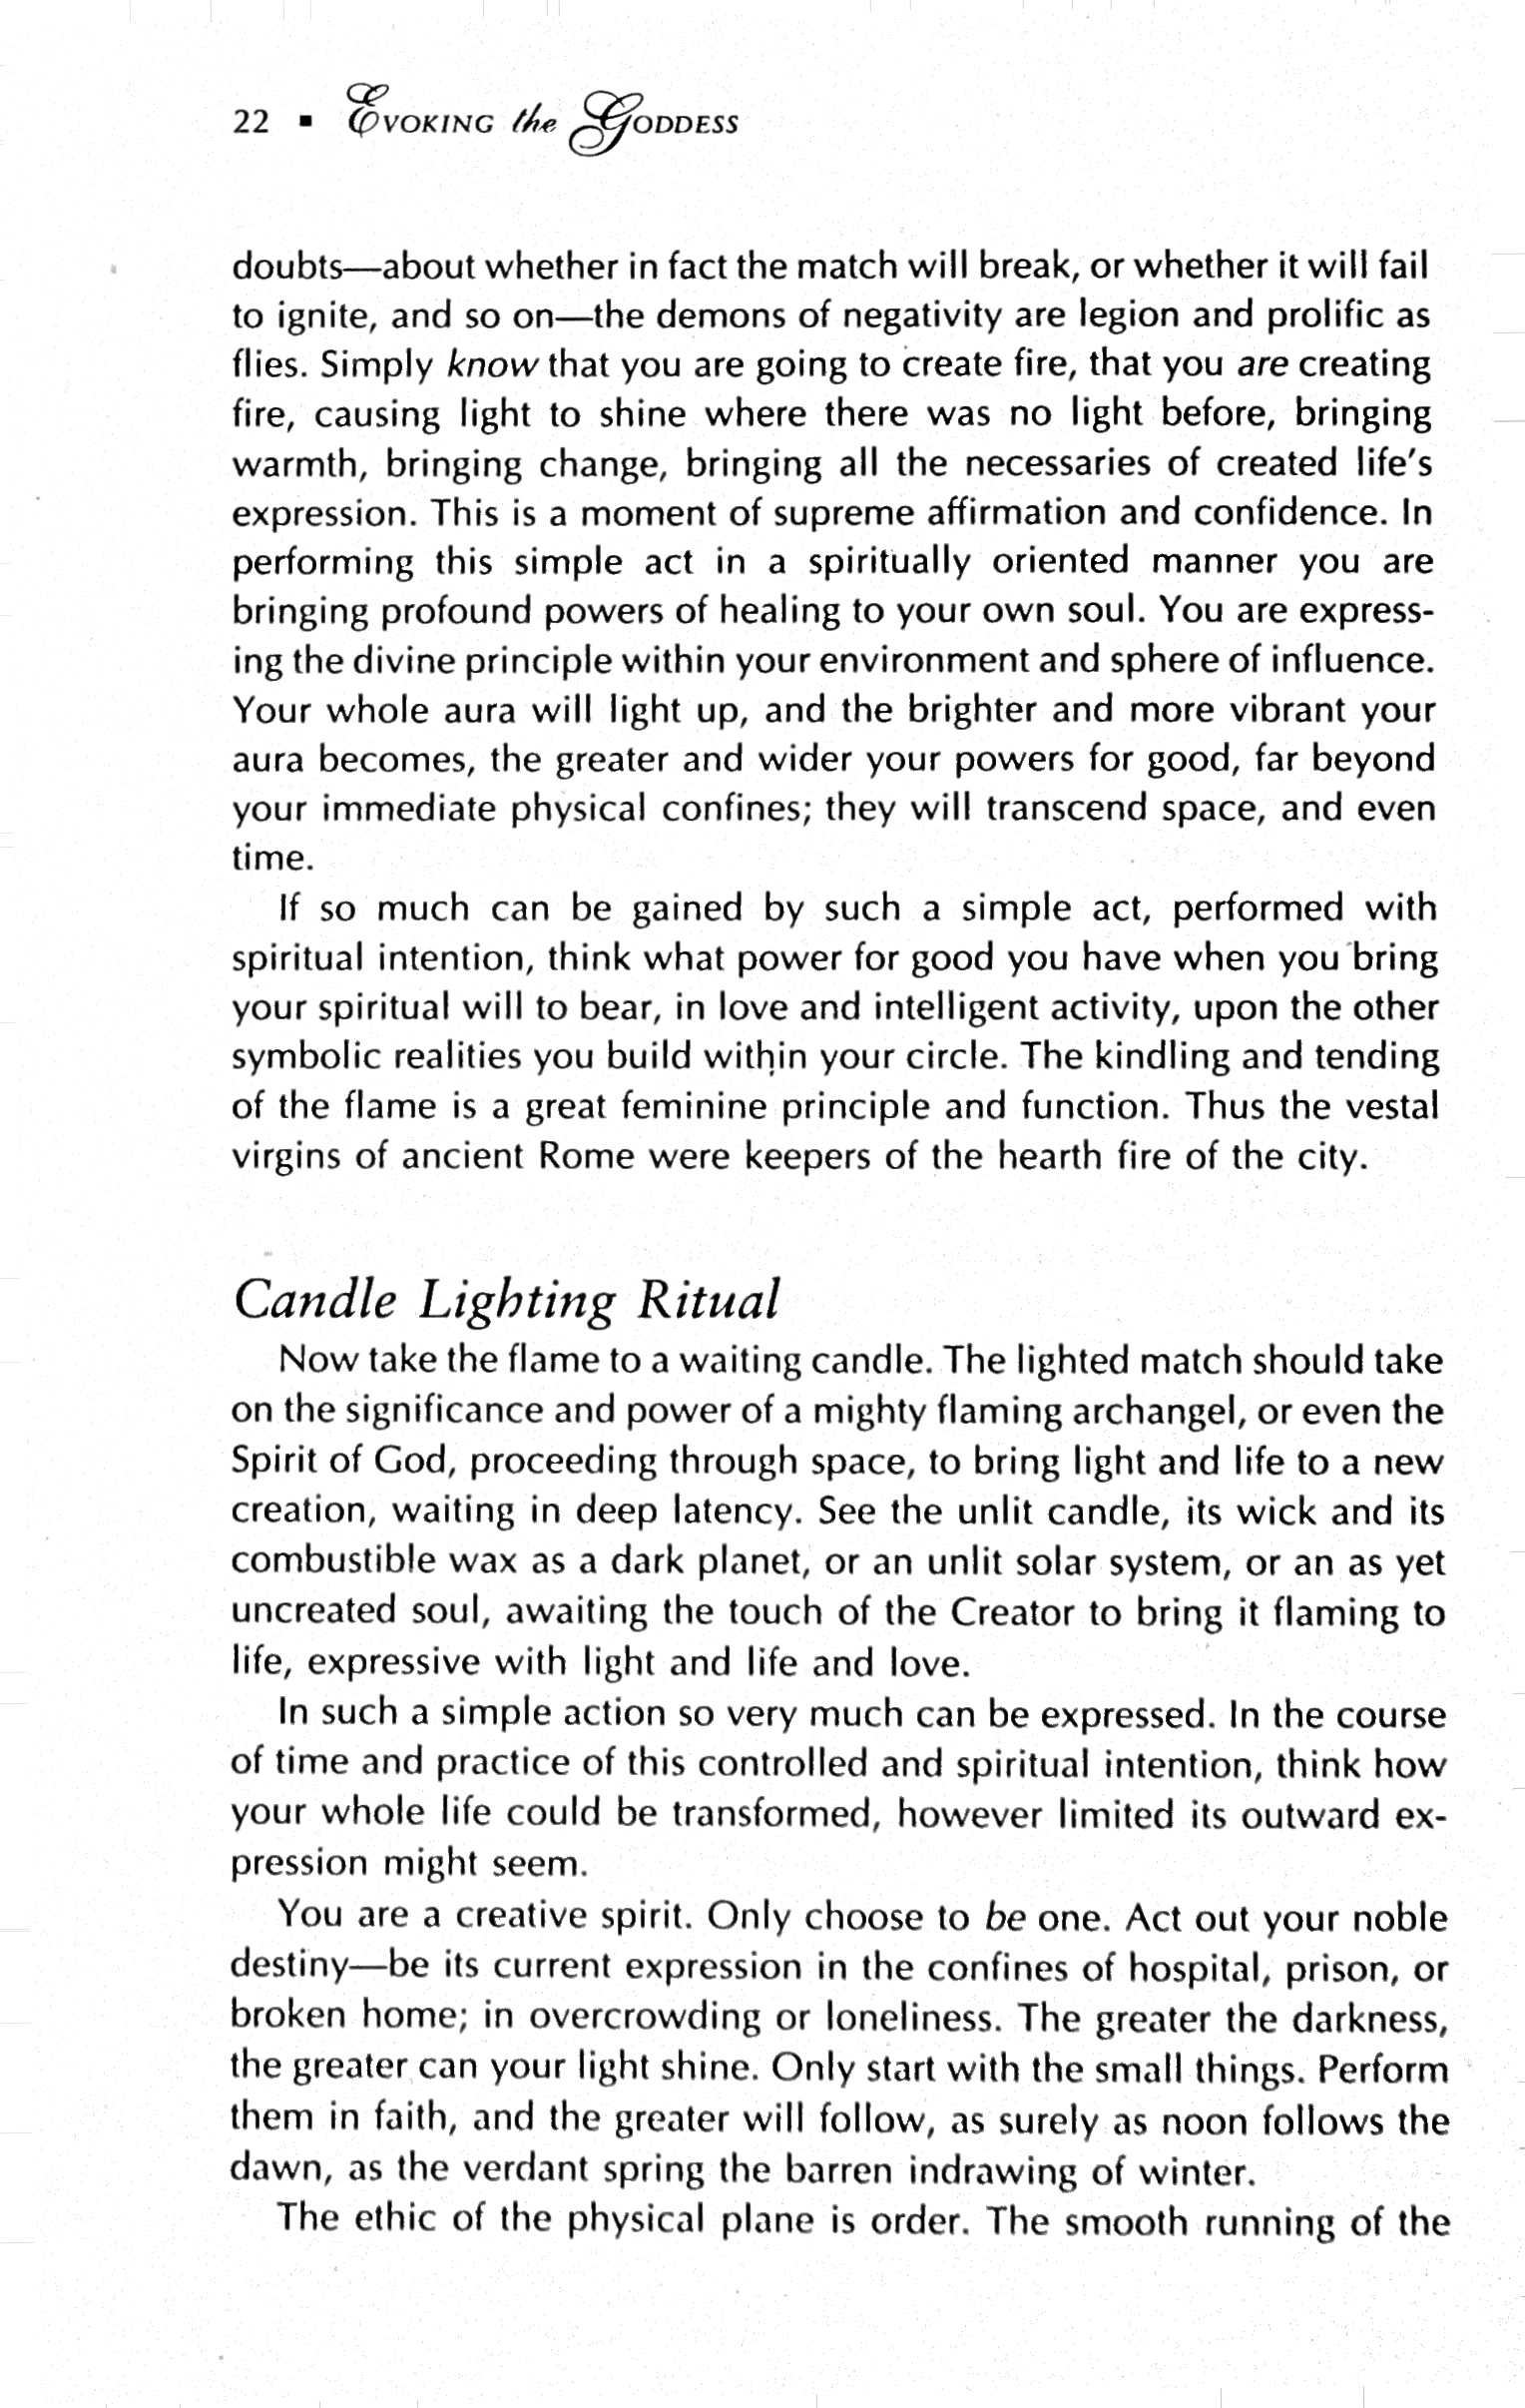 22 ▪ Evoking the Goddess
doubts—about whether in fact the match will break, or whether it will fail
to ignite, and so on—the demons of negativity are legion and prolific as
flies. Simply know that you are going to create fire, that you are creating
fire, causing light to shine where there was no light before, bringing
warmth, bringing change, bringing all the necessaries of created life's
expression. This is a moment of supreme affirmation and confidence. In
performing this simple act in a spiritually oriented manner you are
bringing profound powers of healing to your own soul. You are express-
ing the divine principle within your environment and sphere of influence.
Your whole aura will light up, and the brighter and more vibrant your
aura becomes, the greater and wider your powers for good, far beyond
your immediate physical confines; they will transcend space, and even
time.
If so much can be gained by such a simple act, performed with
spiritual intention, think what power for good you have when you bring
your spiritual will to bear, in love and intelligent activity, upon the other
symbolic realities you build within your circle. The kindling and tending
of the flame is a great feminine principle and function. Thus the vestal
virgins of ancient Rome were keepers of the hearth fire of the city.
Candle Lighting Ritual
Now take the flame to a waiting candle. The lighted match should take
on the significance and power of a mighty flaming archangel, or even the
Spirit of God, proceeding through space, to bring light and life to a new
creation, waiting in deep latency. See the unlit candle, its wick and its
combustible wax as a dark planet, or an unlit solar system, or an as yet
uncreated soul, awaiting the touch of the Creator to bring it flaming to
life, expressive with light and life and love.
In such a simple action so very much can be expressed. In the course
of time and practice of this controlled and spiritual intention, think how
your whole life could be transformed, however limited its outward ex-
pression might seem.
You are a creative spirit. Only choose to be one. Act out your noble
destiny—be its current expression in the confines of hospital, prison, or
broken home; in overcrowding or loneliness. The greater the darkness,
the greater can your light shine. Only start with the small things. Perform
them in faith, and the greater will follow, as surely as noon follows the
dawn, as the verdant spring the barren indrawing of winter.
The ethic of the physical plane is order. The smooth running of the